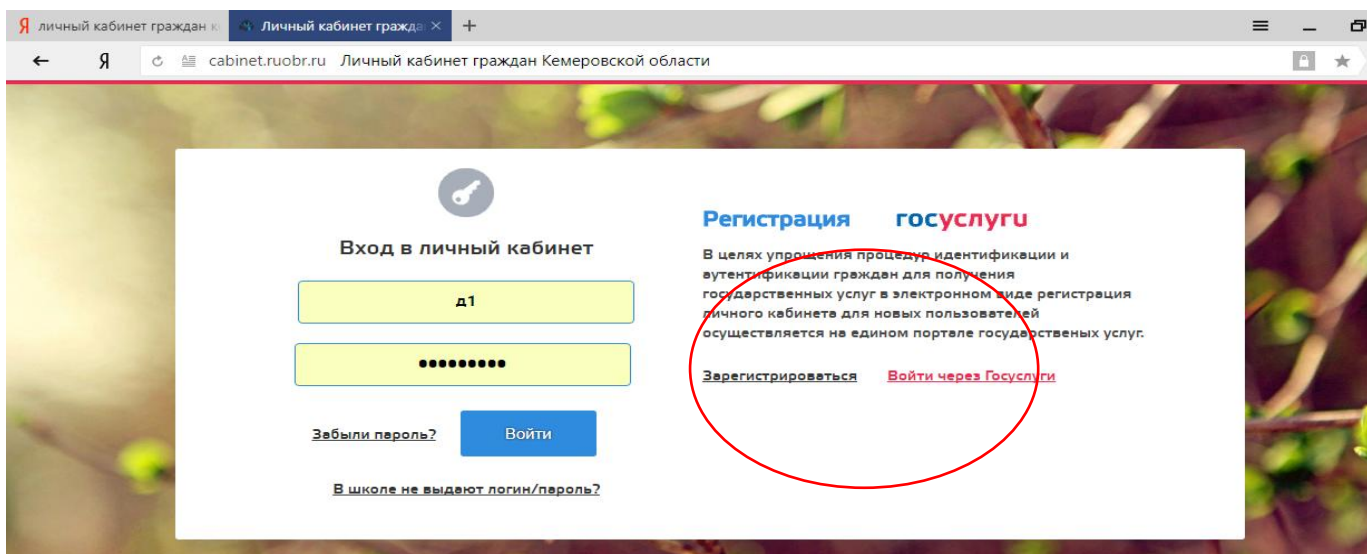 личный кабинет граждан к
Личный кабинет гражда
cabinet.ruobr.ru Личный кабинет граждан Кемеровской области
Вход в личный кабинет
д1
•••••••••
Забыли пароль?
Войти
В школе не выдают логин/пароль?
Регистрация
госуслуги
В целях упрощения процедур идентификации и
аутентификации граждан для получения
государственных услуг в электронном виде регистрация
личного кабинета для новых пользователей
осуществляется на едином портале государственых услуг.
Зарегистрироваться
Войти через Госуслуги